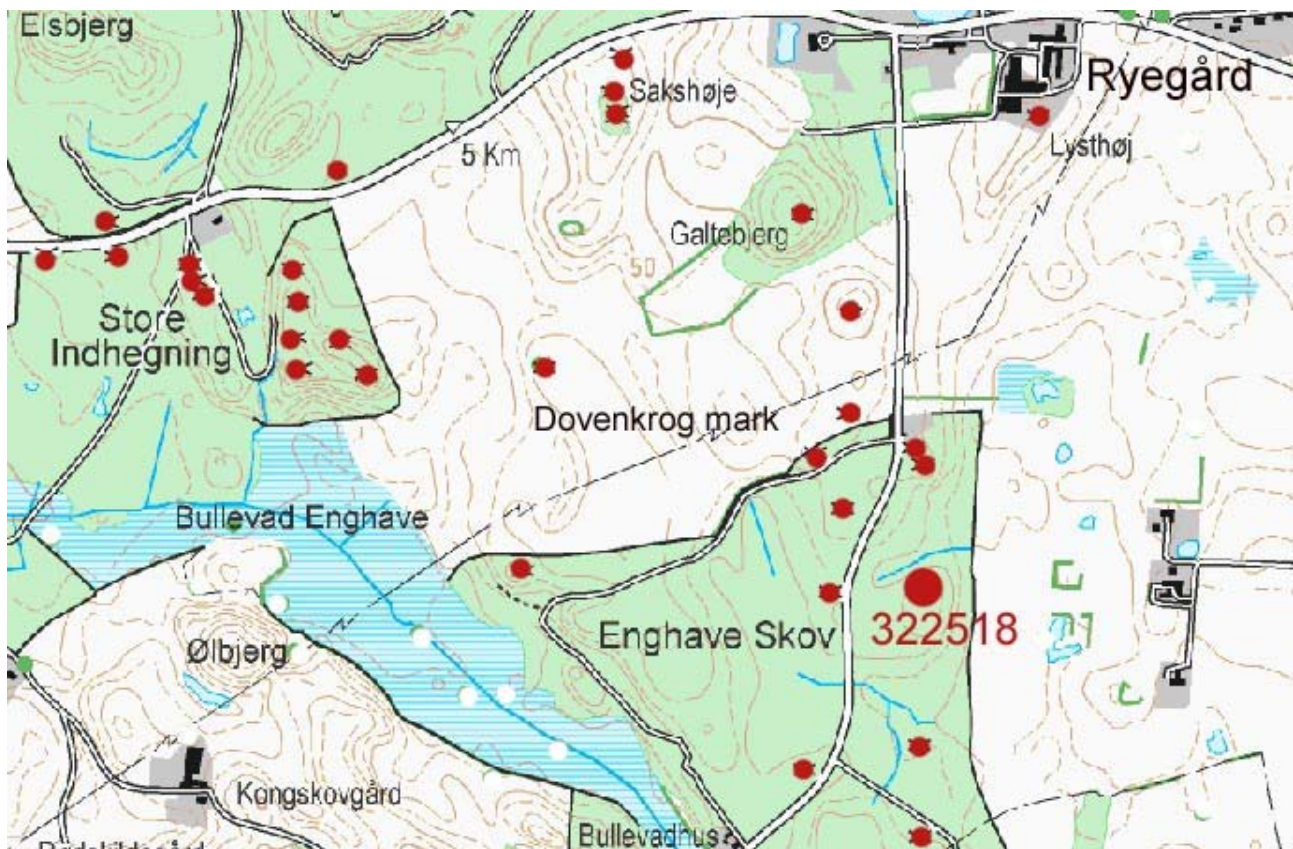 Elsbjerg
Sakshøje
Ryegård
5 Km
Lysthøj
Galtebjerg
50
Store
Indhegning
Dovenkrog mark
Bullevad Enghave
Enghave Skov
322518
Ølbjerg
Kongskovgård
Bullevadhus